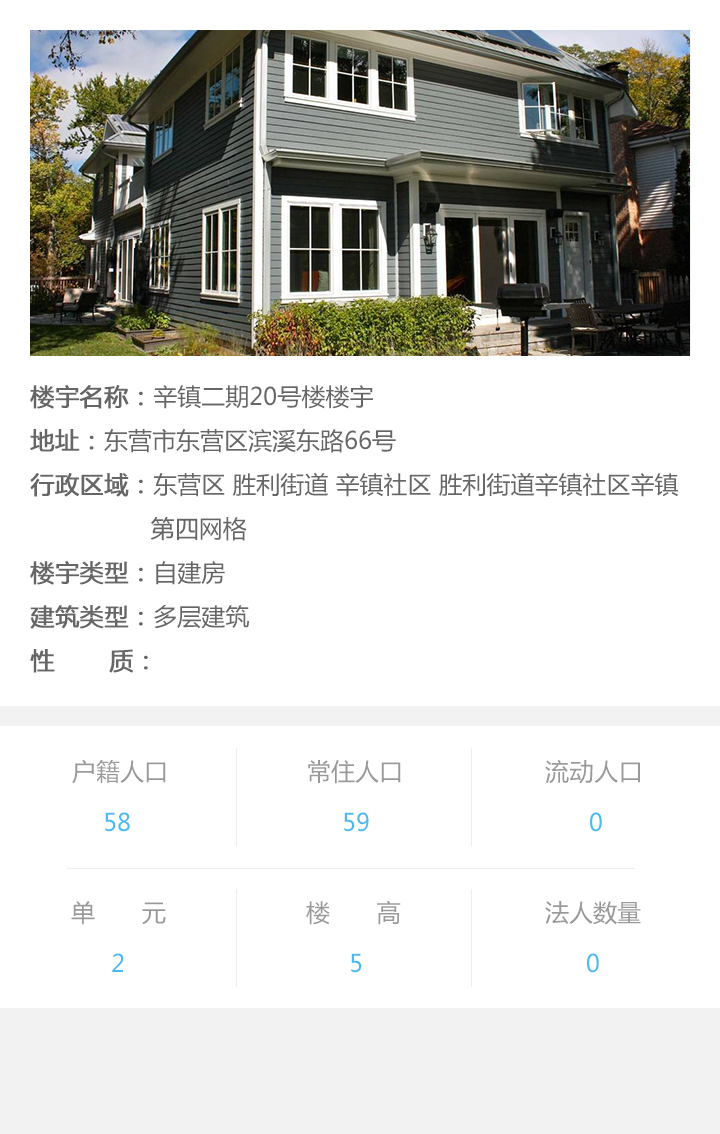 楼宇名称：辛镇二期20号楼楼宇
地址：东营市东营区滨溪东路66号
行政区域：东营区 胜利街道 辛镇社区 胜利街道辛镇社区辛镇
第四网格
楼宇类型：自建房
建筑类型：多层建筑
性 质：
户籍人口 常住人口 流动人口
58 59 0
单 元 楼 高 法人数量
2 5 0